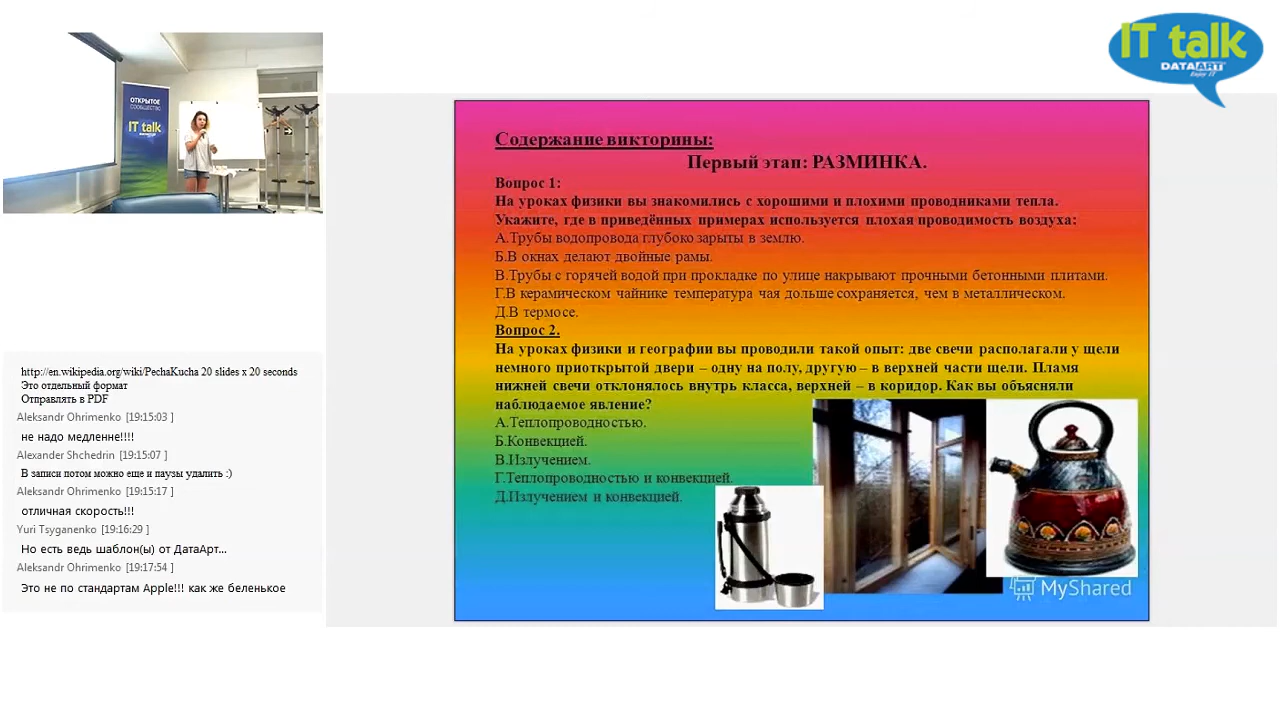 IT talk
DATAART
Enjoy IT
ОТКРЫТОЕ
СООБЩЕСТВО
IT talk
http://en.wikipedia.org/wiki/PechaKucha 20 slides x 20 seconds
Это отдельный формат
Отправлять в PDF
Aleksandr Ohrimenko [19:15:03 ]
не надо медленне!!!!
Alexander Shchedrin [19:15:07 ]
В записи потом можно еще и паузы удалить :)
Aleksandr Ohrimenko [19:15:17 ]
отличная скорость!!!
Yuri Tsyganenko [19:16:29 ]
Но есть ведь шаблон(ы) от ДатаАрт...
Aleksandr Ohrimenko [19:17:54 ]
Это не по стандартам Apple!!! как же беленькое
Содержание викторины:
Первый этап: РАЗМИНКА.
Вопрос 1:
На уроках физики вы знакомились с хорошими и плохими проводниками тепла.
Укажите, где в приведённых примерах используется плохая проводимость воздуха:
А.Трубы водопровода глубоко зарыты в землю.
Б.В окнах делают двойные рамы.
В.Трубы с горячей водой при прокладке по улице накрывают прочными бетонными плитами.
Г.В керамическом чайнике температура чая дольше сохраняется, чем в металлическом.
Д.В термосе.
Вопрос 2.
На уроках физики и географии вы проводили такой опыт: две свечи располагали у щели
немного приоткрытой двери – одну на полу, другую – в верхней части щели. Пламя
нижней свечи отклонялось внутрь класса, верхней – в коридор. Как вы объясняли
наблюдаемое явление?
А.Теплопроводностью.
Б.Конвекцией.
В.Излучением.
Г.Теплопроводностью и конвекцией.
Д.Излучением и конвекцией.
MyShared